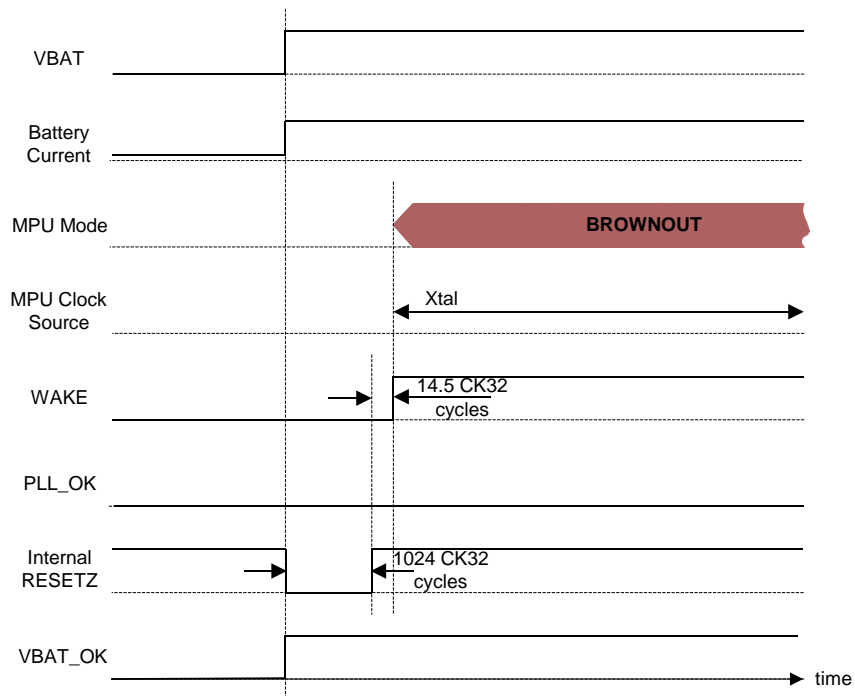 VBAT
Battery
Current
MPU Mode
BROWNOUT
MPU Clock
Source
Xtal
WAKE
14.5 CK32
cycles
PLL_OK
Internal
RESETZ
1024 CK32
cycles
VBAT_OK
time